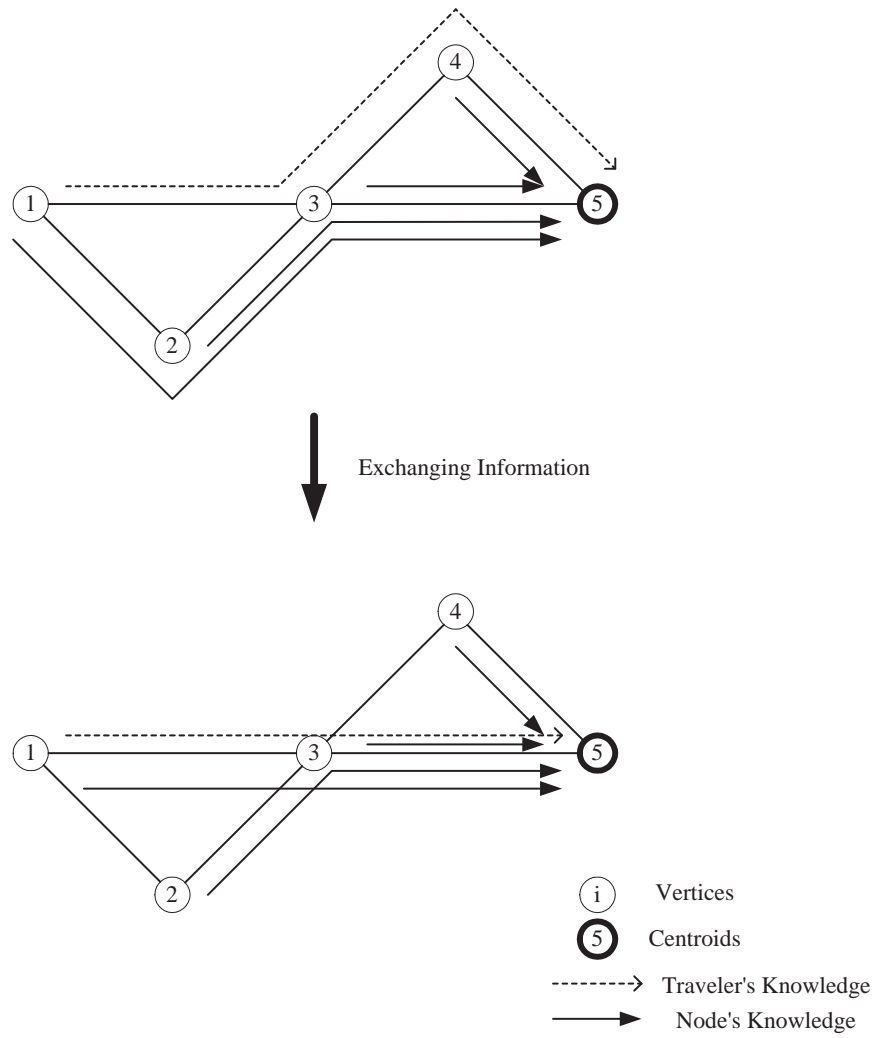 4
1
3
5
2
Exchanging Information
4
1
3
5
2
i Vertices
5 Centroids
Traveler's Knowledge
Node's Knowledge